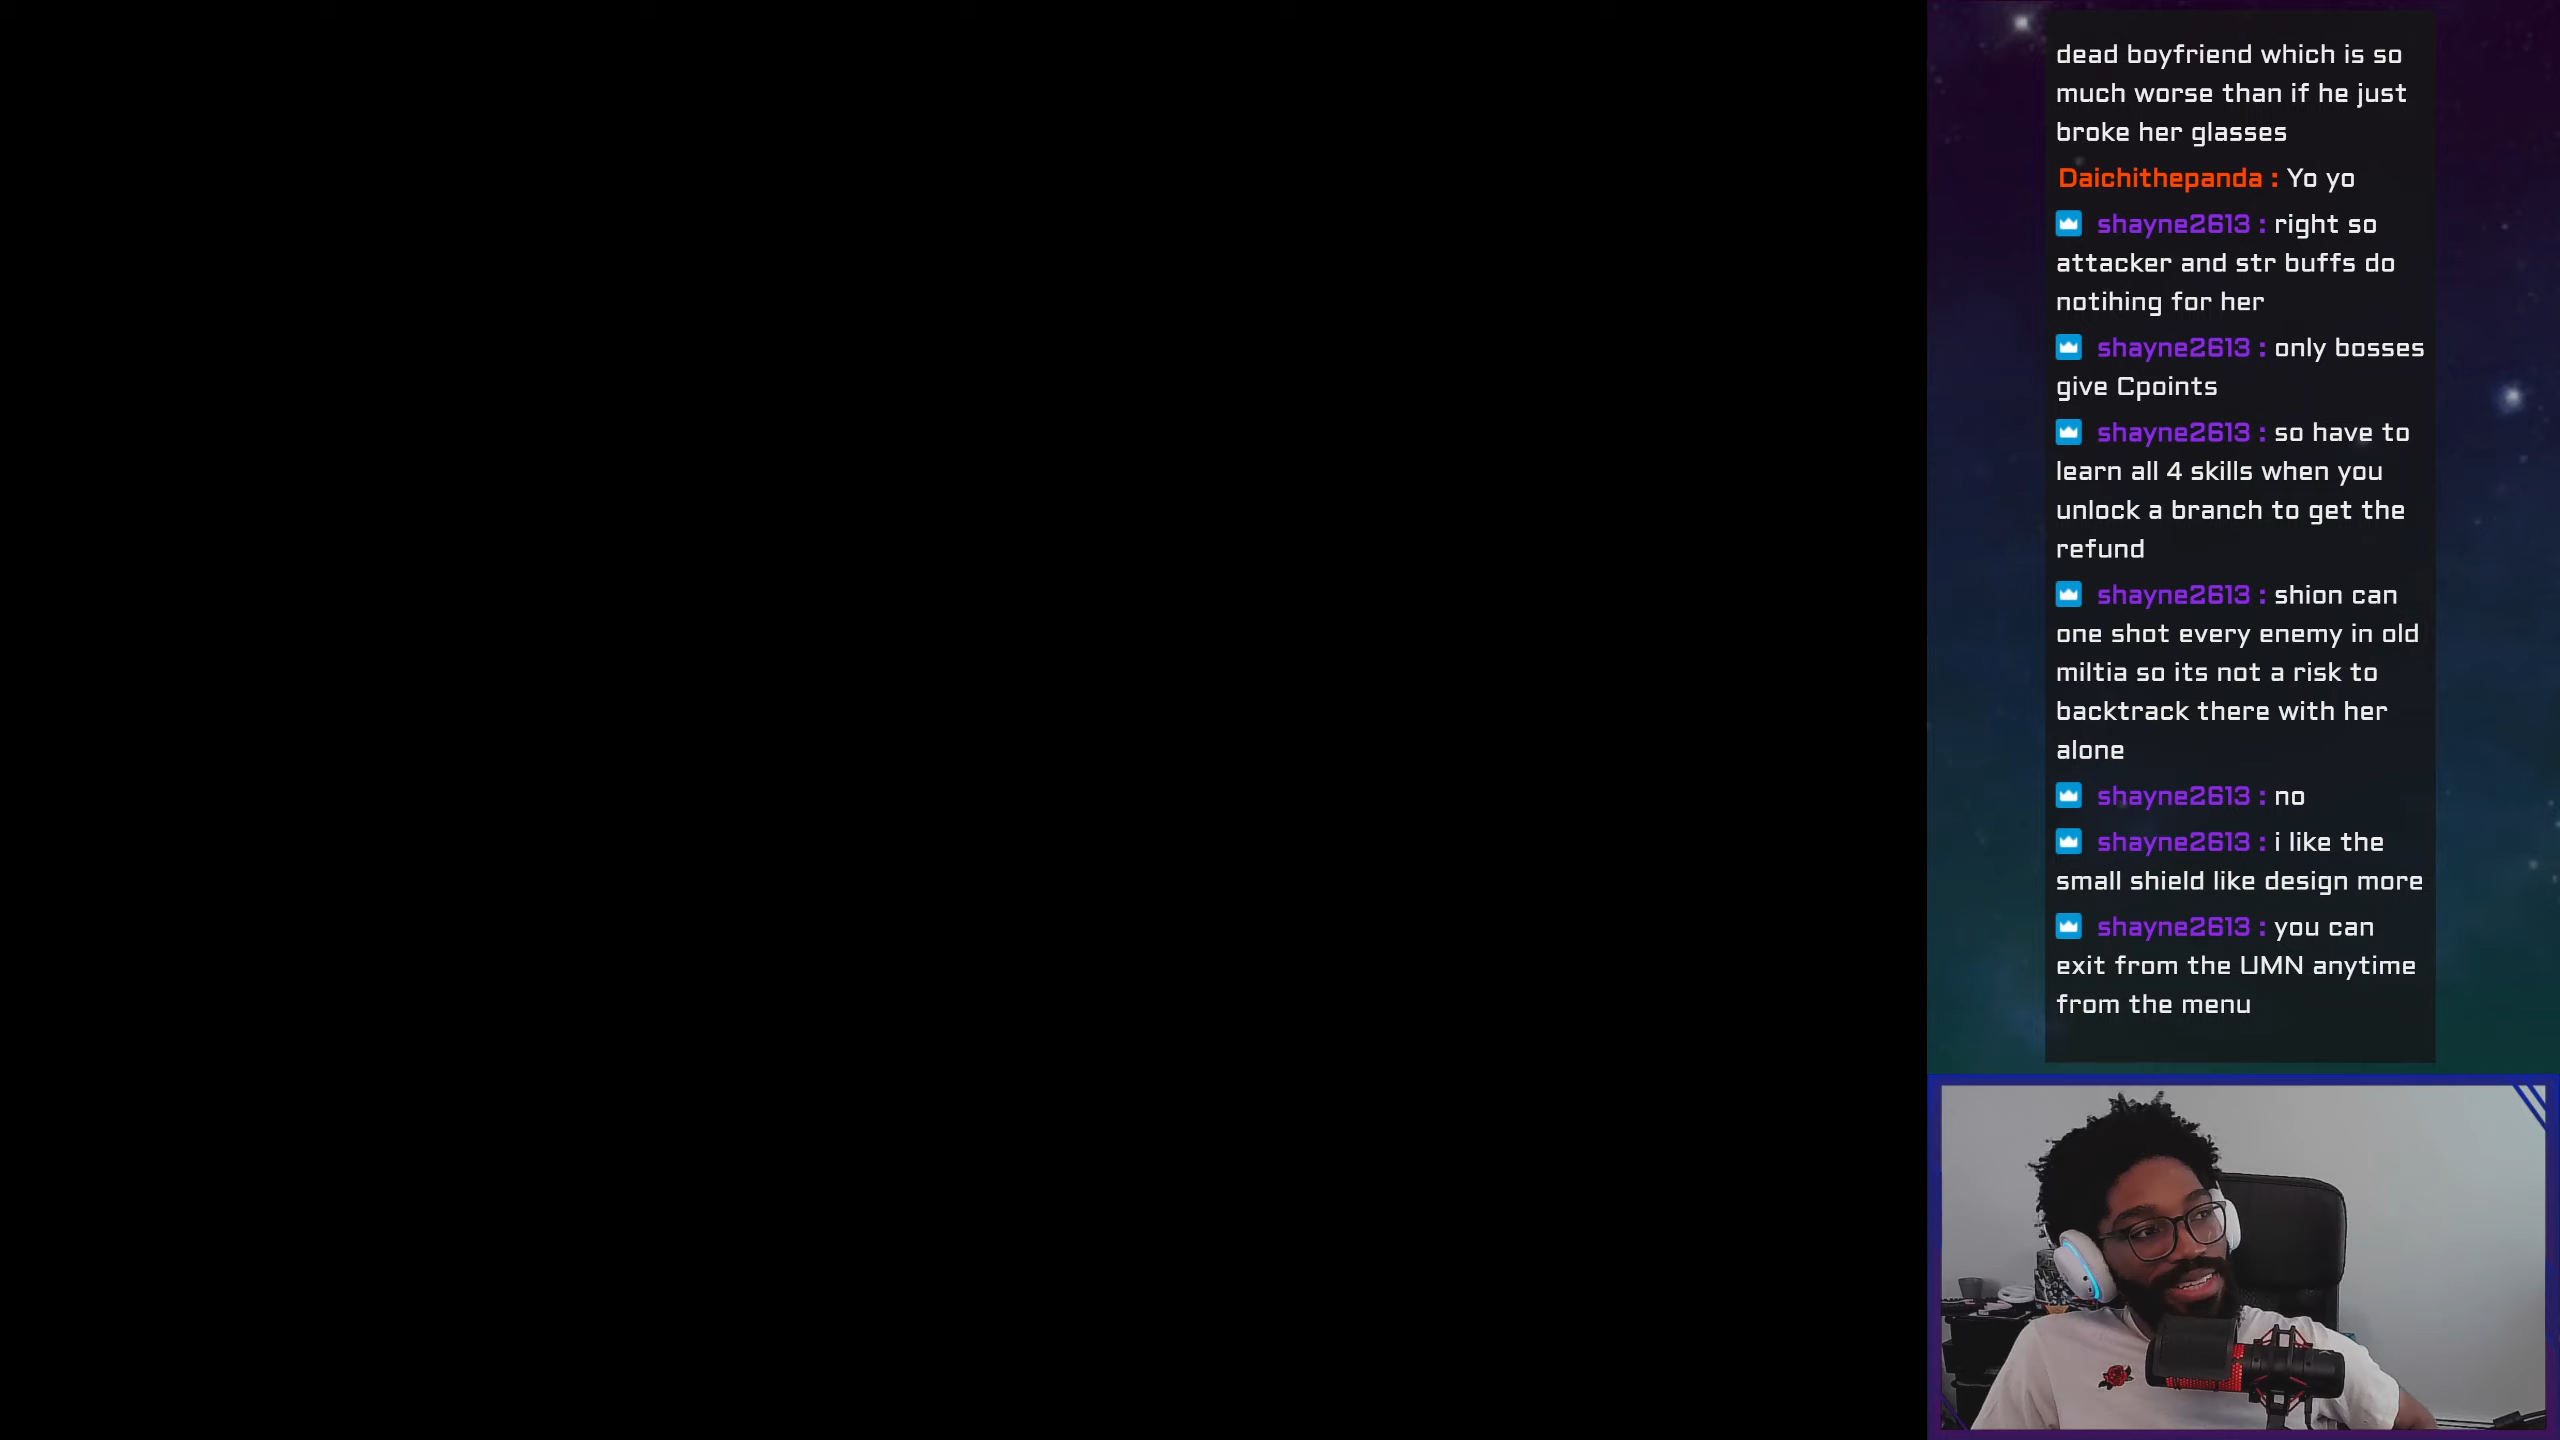 dead boyfriend which is so
much worse than if he just
broke her glasses
Daichithepanda : Yo yo
shayne2613 : right so
attacker and str buffs do
notihing for her
shayne2613 : only bosses
give Cpoints
shayne2613 : so have to
learn all 4 skills when you
unlock a branch to get the
refund
shayne2613 : shion can
one shot every enemy in old
miltia so its not a risk to
backtrack there with her
alone
shayne2613 : no
shayne2613 : i like the
small shield like design more
shayne2613 : you can
exit from the UMN anytime
from the menu